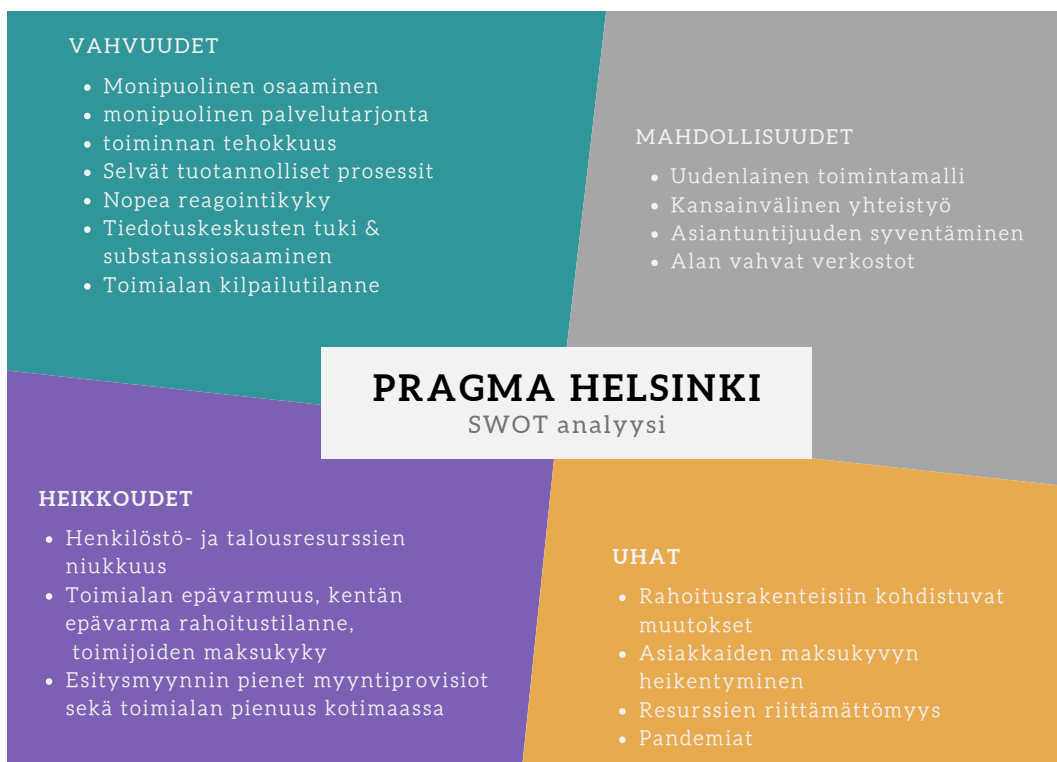 VAHVUUDET
• Monipuolinen osaaminen
• monipuolinen palvelutarjonta
• toiminnan tehokkuus
• Selvät tuotannolliset prosessit
• Nopea reagointikyky
• Tiedotuskeskusten tuki &
substanssiosaaminen
• Toimialan kilpailutilanne
MAHDOLLISUUDET
• Uudenlainen toimintamalli
• Kansainvälinen yhteistyö
• Asiantuntijuuden syventäminen
• Alan vahvat verkostot
PRAGMA HELSINKI
SWOT analyysi
HEIKKOUDET
• Henkilöstö- ja talousresurssien
niukkuus
• Toimialan epävarmuus, kentän
epävarma rahoitustilanne,
toimijoiden maksukyky
• Esitysmyynnin pienet myyntiprovisiot
sekä toimialan pienuus kotimaassa
UHAT
• Rahoitusrakenteisiin kohdistuvat
muutokset
• Asiakkaiden maksukyvyn
heikentyminen
• Resurssien riittämättömyys
• Pandemiat